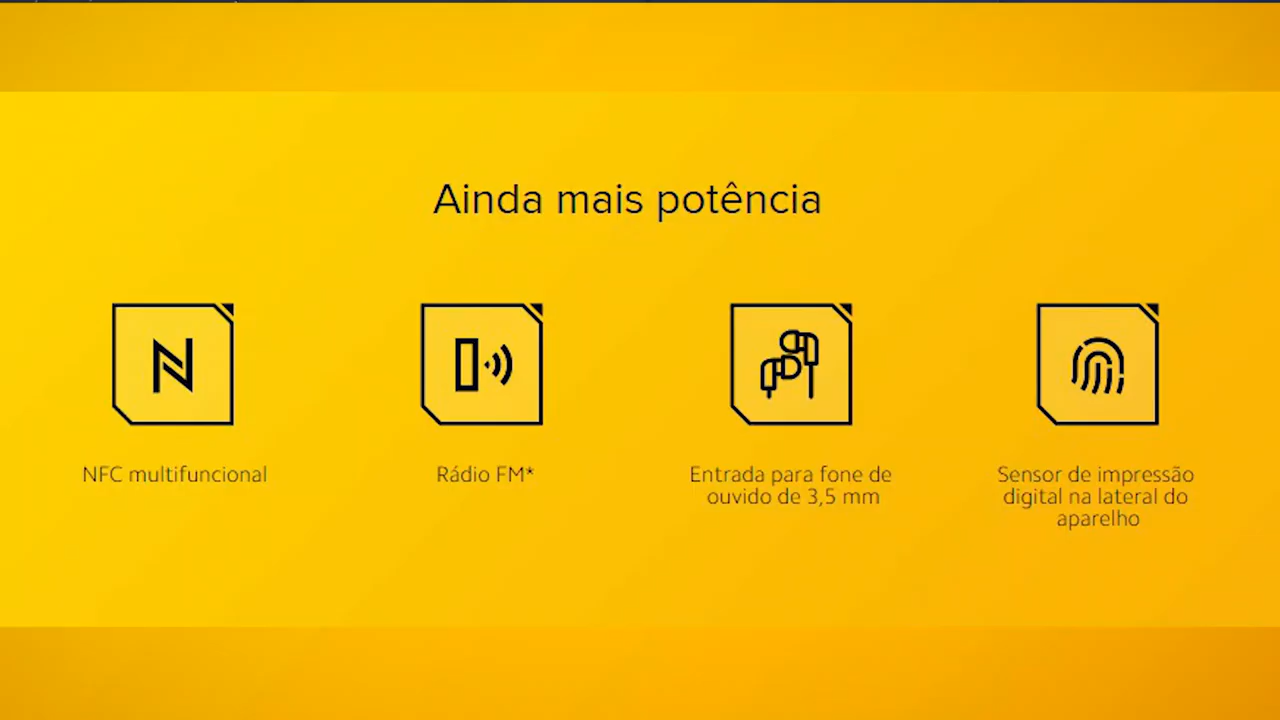 Ainda mais potência
NFC multifuncional
Rádio FM*
Entrada para fone de
ouvido de 3,5 mm
Sensor de impressão
digital na lateral do
aparelho